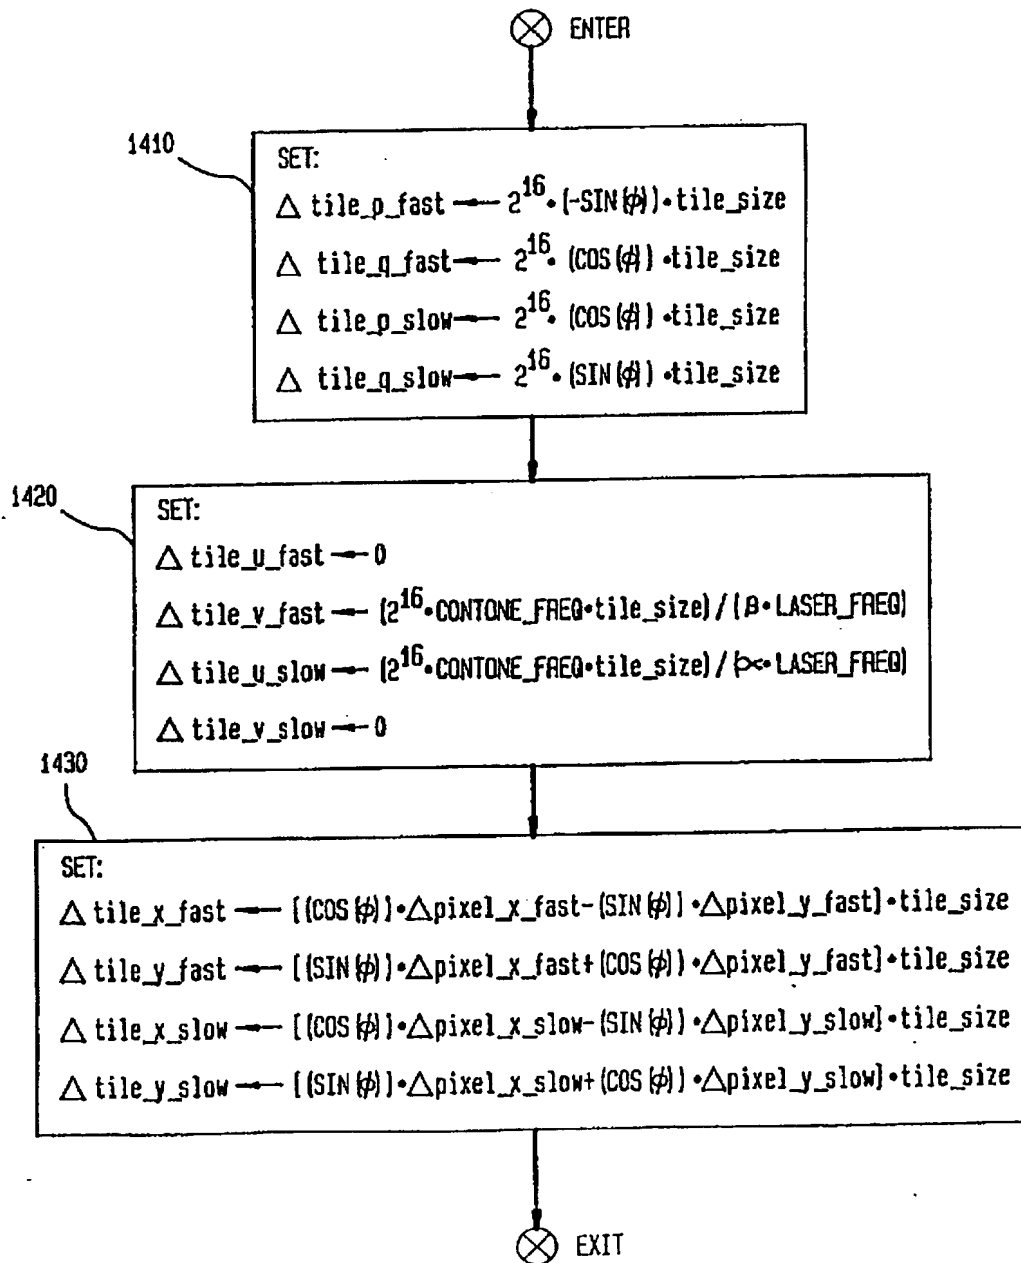 ENTER
1410
SET:
Δ tile_p_fast ← 2^16•(-SIN(φ))•tile_size
Δ tile_q_fast ← 2^16•(COS(φ))•tile_size
Δ tile_p_slow ← 2^16•(COS(φ))•tile_size
Δ tile_q_slow ← 2^16•(SIN(φ))•tile_size
1420
SET:
Δ tile_u_fast ← 0
Δ tile_v_fast ← (2^16•CONTONE_FREQ•tile_size)/(β•LASER_FREQ)
Δ tile_u_slow ← (2^16•CONTONE_FREQ•tile_size)/(∝•LASER_FREQ)
Δ tile_v_slow ← 0
1430
SET:
Δ tile_x_fast ← [(COS(φ))•Δpixel_x_fast-(SIN(φ))•Δpixel_y_fast]•tile_size
Δ tile_y_fast ← [(SIN(φ))•Δpixel_x_fast+(COS(φ))•Δpixel_y_fast]•tile_size
Δ tile_x_slow ← [(COS(φ))•Δpixel_x_slow-(SIN(φ))•Δpixel_y_slow]•tile_size
Δ tile_y_slow ← [(SIN(φ))•Δpixel_x_slow+(COS(φ))•Δpixel_y_slow]•tile_size
EXIT